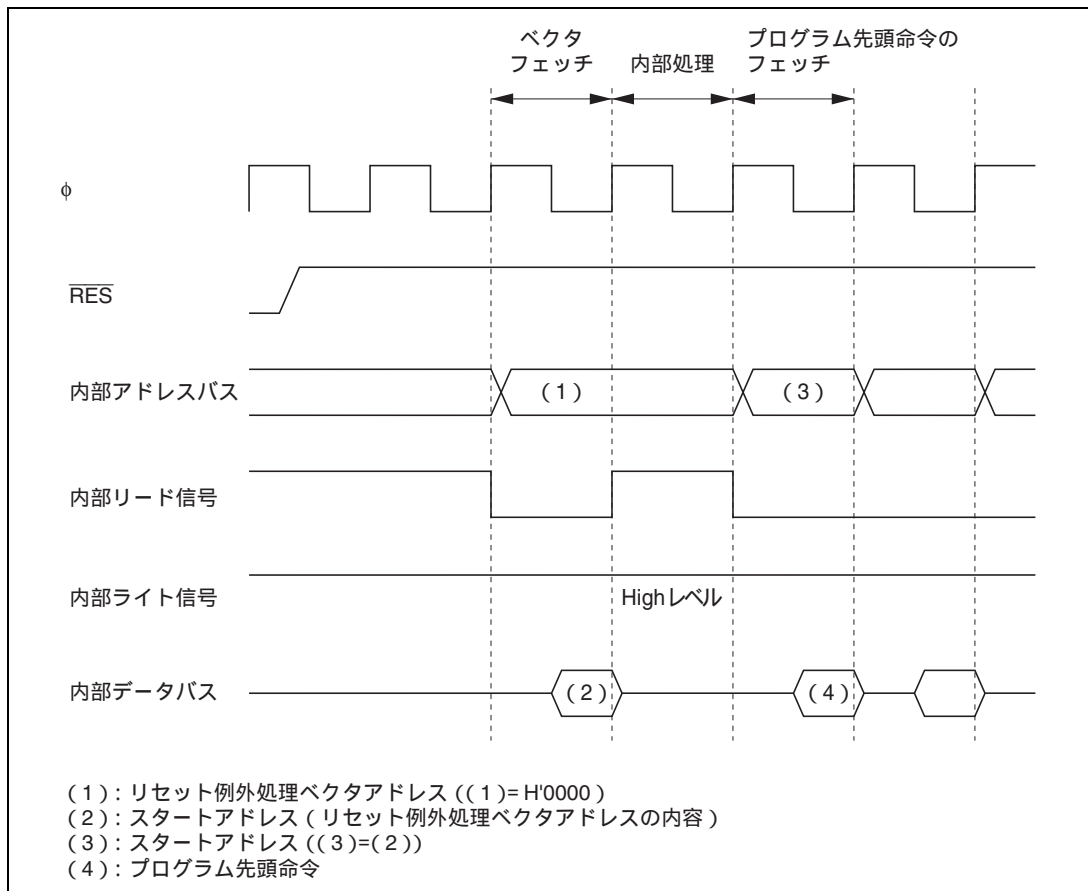 ベクタ
フェッチ
内部処理
プログラム先頭命令の
フェッチ
φ
RES
内部アドレスバス
(1)
(3)
内部リード信号
内部ライト信号
Highレベル
内部データバス
(2)
(4)
(1): リセット例外処理ベクタアドレス ((1)= H'0000 )
(2): スタートアドレス ( リセット例外処理ベクタアドレスの内容 )
(3): スタートアドレス ((3)=(2))
(4): プログラム先頭命令